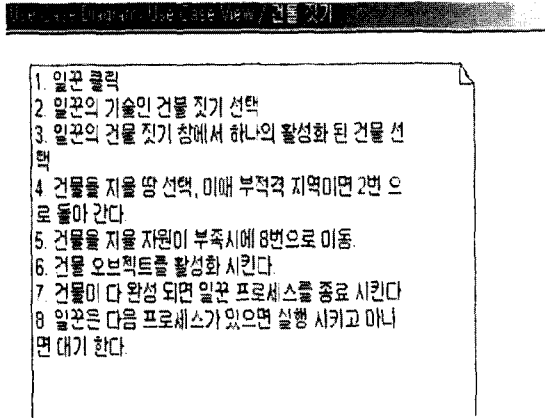 Use Case Diagram: Use Case View / 건물 짓기
1. 일꾼 클릭
2 일꾼의 기술인 건물 짓기 선택
3. 일꾼의 건물 짓기 창에서 하나의 활성화 된 건물 선
택
4. 건물을 지을 땅 선택, 이때 부적격 지역이면 2번 으
로 돌아 간다.
5. 건물을 지을 자원이 부족시에 8번으로 이동.
6. 건물 오브젝트를 활성화 시킨다.
7. 건물이 다 완성 되면 일꾼 프로세스를 종료 시킨다
8 일꾼은 다음 프로세스가 있으면 실행 시키고 아니
면 대기 한다.